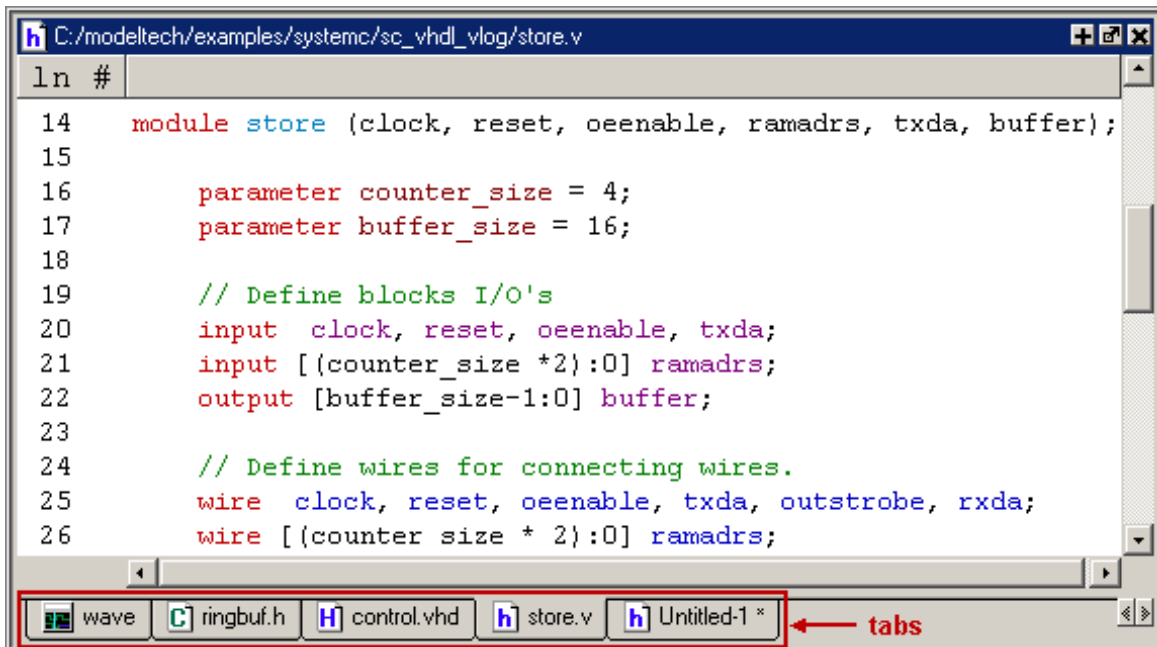 C:/modeltech/examples/systemc/sc_vhdl_vlog/store.v
ln #
14 module store (clock, reset, oeenable, ramadrs, txda, buffer);
15
16 parameter counter_size = 4;
17 parameter buffer_size = 16;
18
19 // Define blocks I/O's
20 input clock, reset, oeenable, txda;
21 input [(counter_size *2):0] ramadrs;
22 output [buffer_size-1:0] buffer;
23
24 // Define wires for connecting wires.
25 wire clock, reset, oeenable, txda, outstrobe, rxda;
26 wire [(counter size * 2):0] ramadrs;
wave C ringbuf.h H control.vhd h store.v h Untitled-1 * tabs